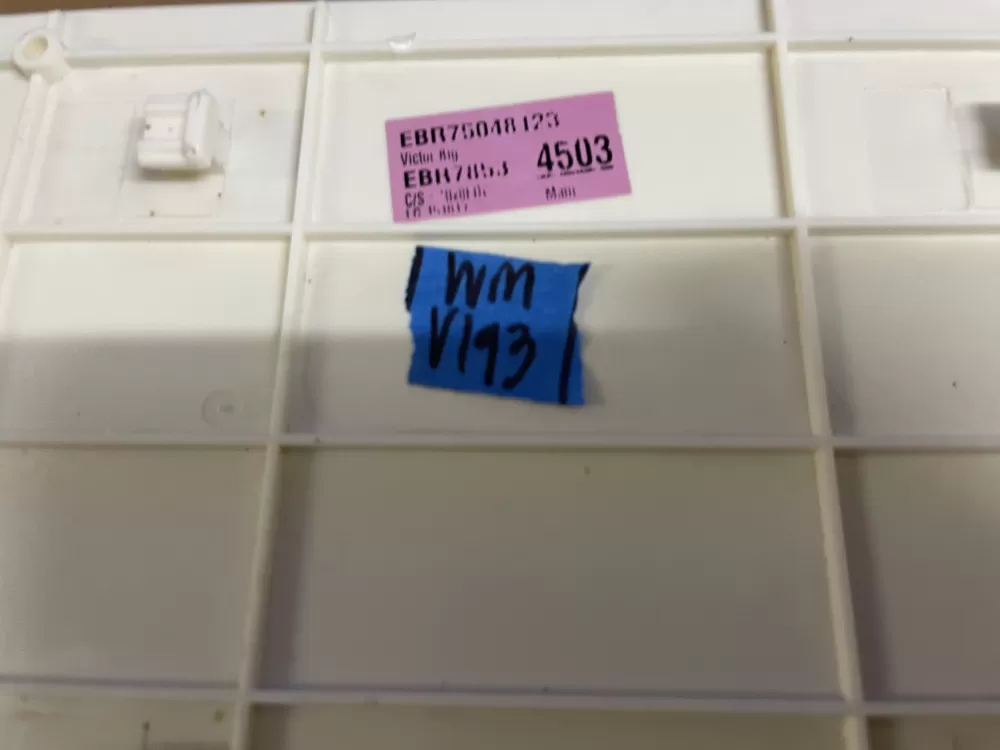 EBR75048123
Victor Big
EBR7853 4503
C/S Main
WM
V193